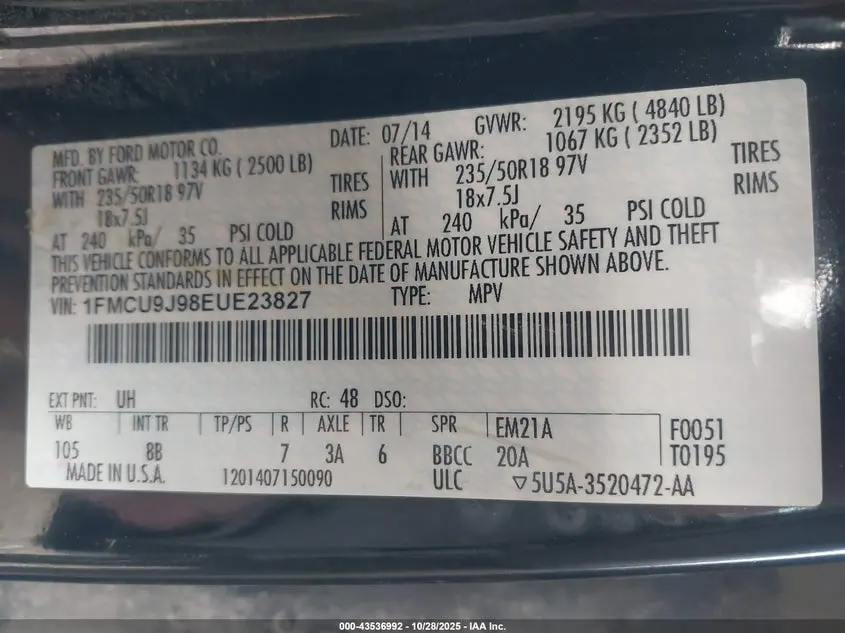 MFD. BY FORD MOTOR CO. DATE: 07/14 GVWR: 2195 KG ( 4840 LB)
FRONT GAWR: 1134 KG ( 2500 LB) REAR GAWR: 1067 KG ( 2352 LB)
WITH 235/50R18 97V TIRES WITH 235/50R18 97V TIRES
18x7.5J RIMS 18x7.5J RIMS
AT 240 kPa/ 35 PSI COLD AT 240 kPa/ 35 PSI COLD
THIS VEHICLE CONFORMS TO ALL APPLICABLE FEDERAL MOTOR VEHICLE SAFETY AND THEFT
PREVENTION STANDARDS IN EFFECT ON THE DATE OF MANUFACTURE SHOWN ABOVE.
VIN: 1FMCU9J98EUE23827 TYPE: MPV
EXT PNT: UH RC: 48 DSO:
WB INT TR TP/PS R AXLE TR SPR EM21A F0051
105 8B 7 3A 6 BBCC 20A T0195
MADE IN U.S.A. 1201407150090 ULC ▽5U5A-3520472-AA
000-43536992 | 10/28/2025 | IAA Inc.